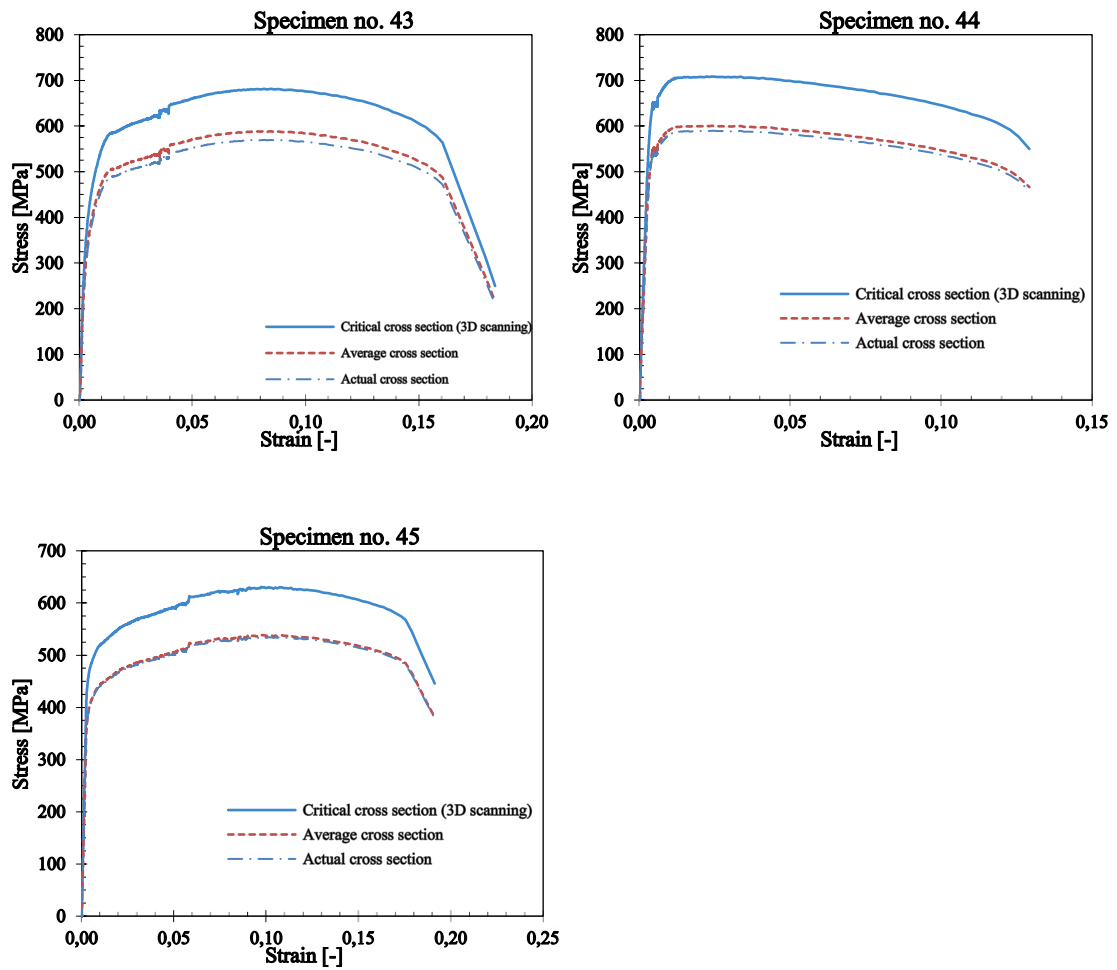 Specimen no. 43
800
700
600
500
400
300
200
100
0
Stress [MPa]
Critical cross section (3D scanning)
Average cross section
Actual cross section
0,00 0,05 0,10 0,15 0,20
Strain [-]
Specimen no. 44
800
700
600
500
400
300
200
100
0
Stress [MPa]
Critical cross section (3D scanning)
Average cross section
Actual cross section
0,00 0,05 0,10 0,15
Strain [-]
Specimen no. 45
700
600
500
400
300
200
100
0
Stress [MPa]
Critical cross section (3D scanning)
Average cross section
Actual cross section
0,00 0,05 0,10 0,15 0,20 0,25
Strain [-]